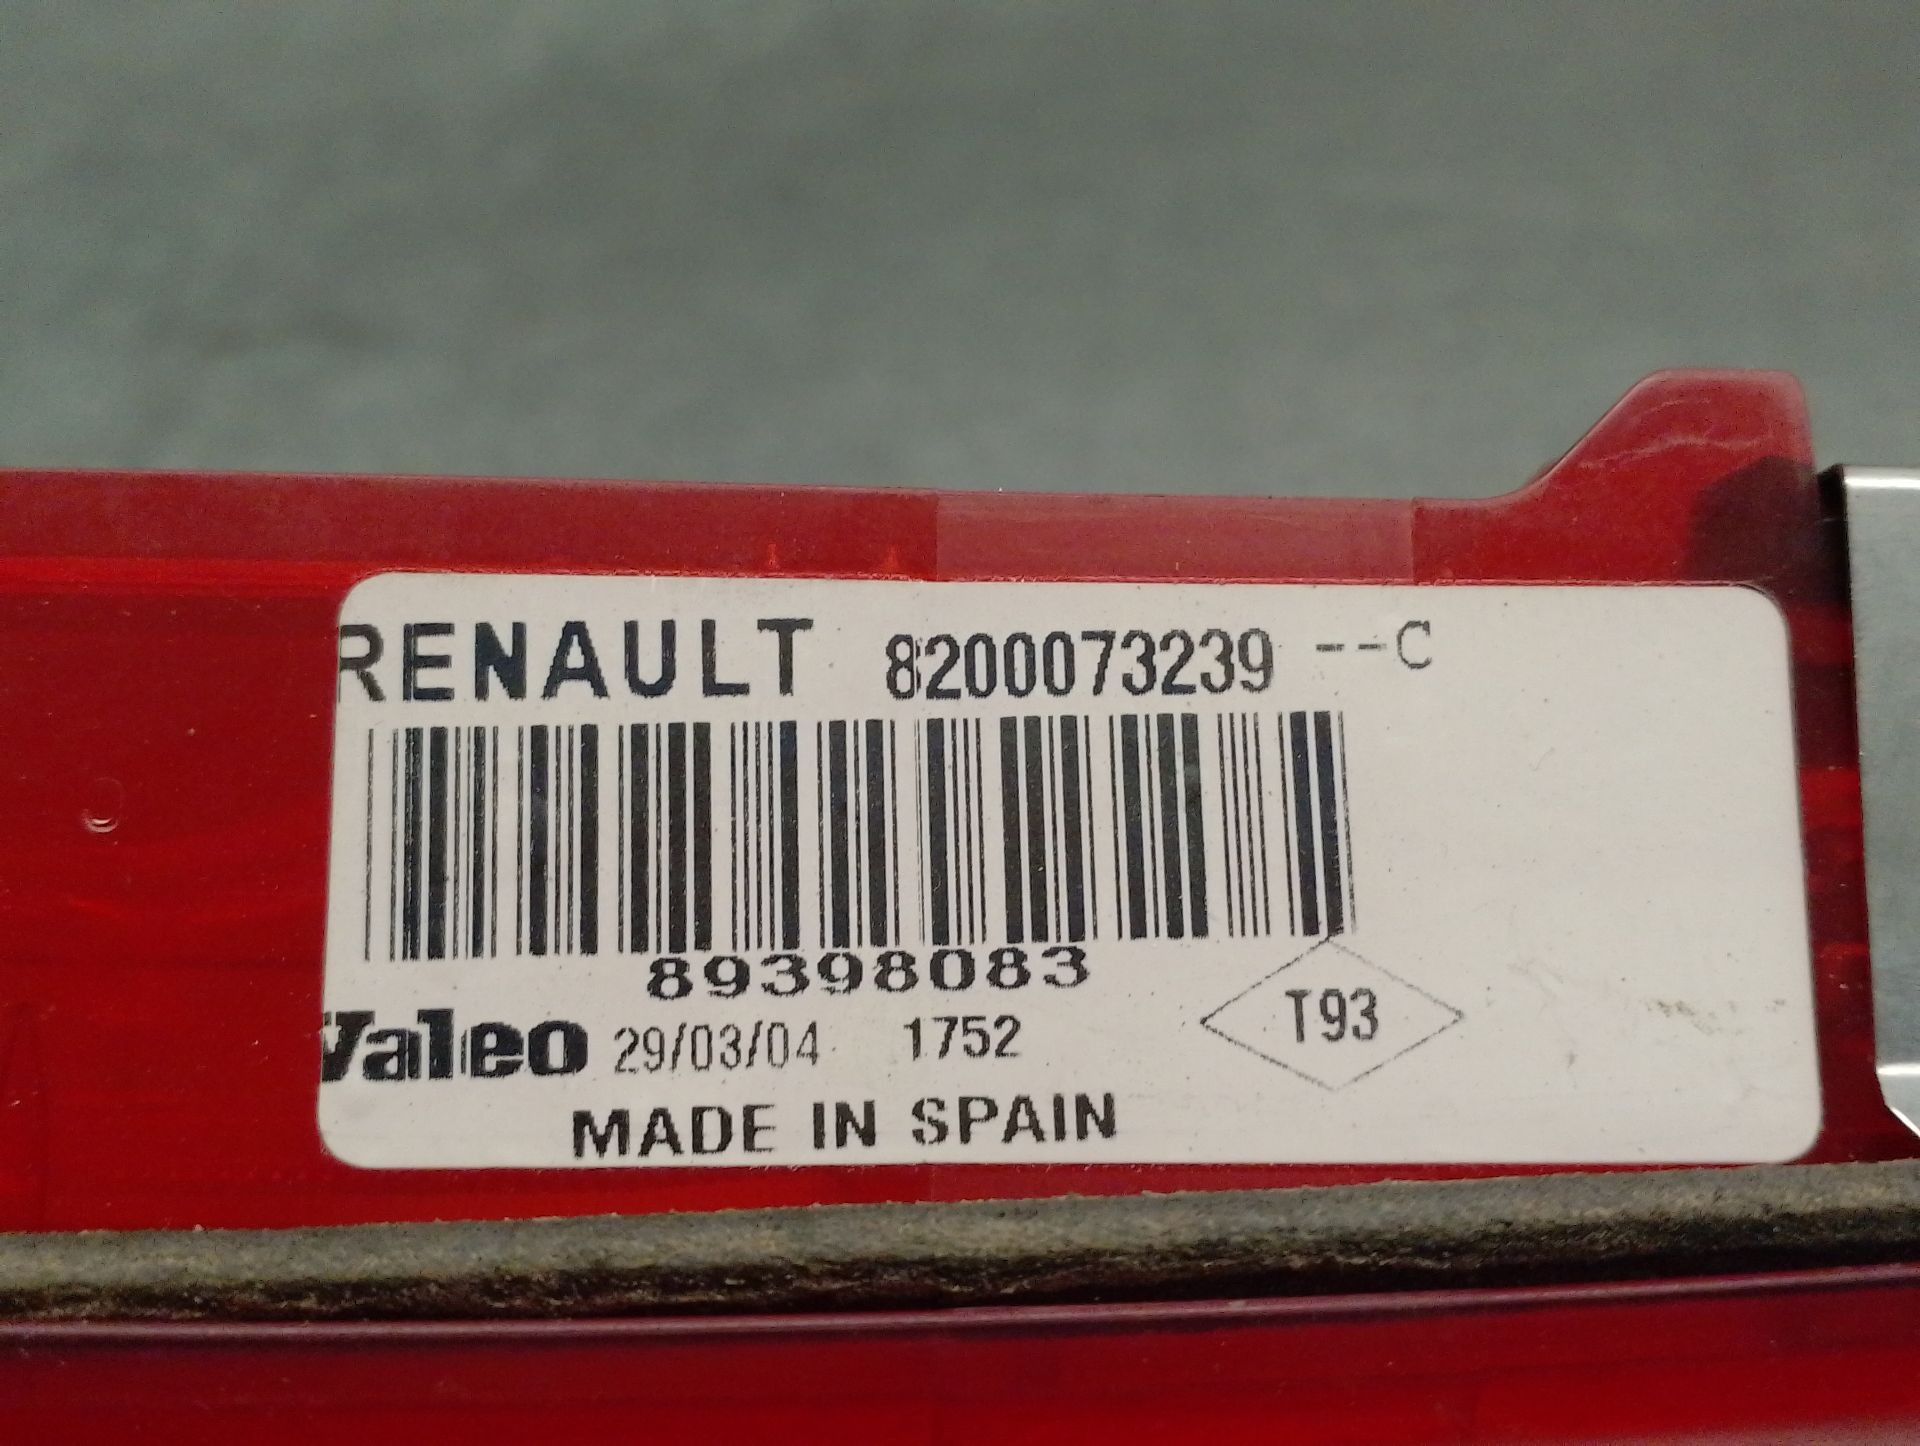 RENAULT 8200073239 --C
89398083
Valeo 29/03/04 1752 T93
MADE IN SPAIN